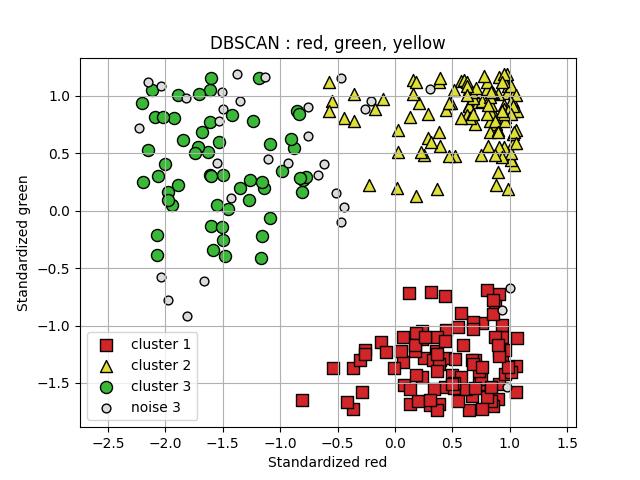 DBSCAN : red, green, yellow
1.0
0.5
0.0
−0.5
−1.0
−1.5
Standardized green
cluster 1
cluster 2
cluster 3
noise 3
−2.5 −2.0 −1.5 −1.0 −0.5 0.0 0.5 1.0 1.5
Standardized red